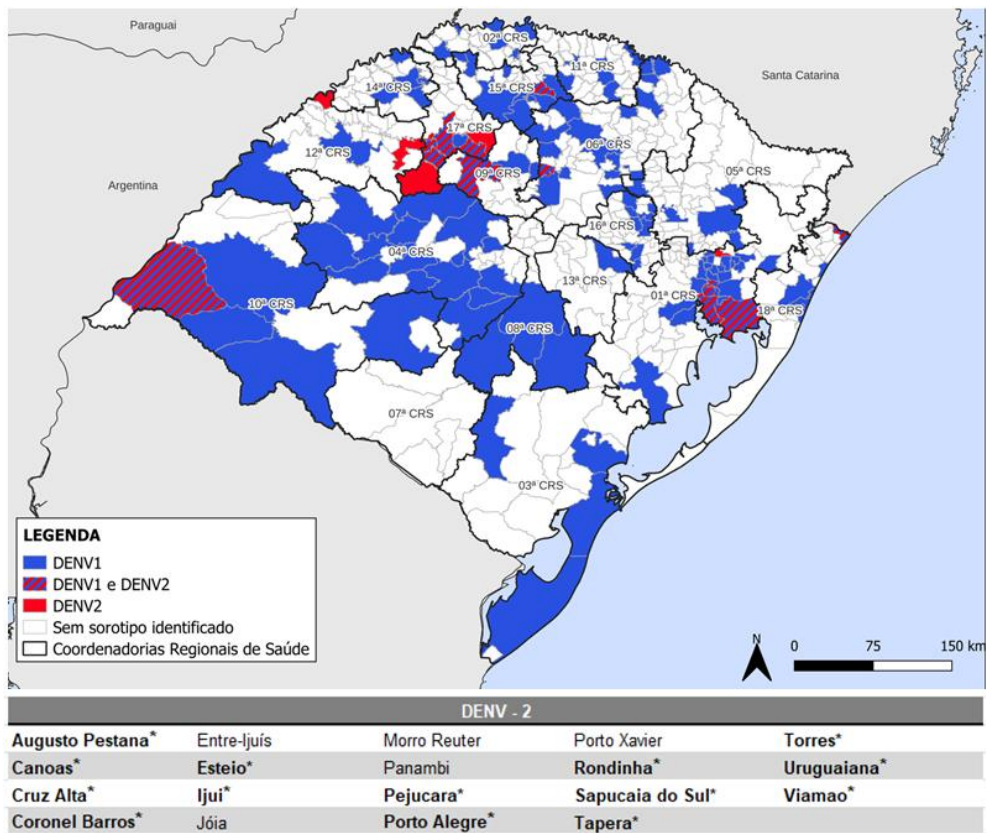 Paraguai
Santa Catarina
Argentina
02ª CRS
11ª CRS
15ª CRS
14ª CRS
17ª CRS
06ª CRS
12ª CRS
09ª CRS
05ª CRS
16ª CRS
04ª CRS
13ª CRS
01ª CRS
10ª CRS
18ª CRS
08ª CRS
07ª CRS
03ª CRS
LEGENDA
DENV1
DENV1 e DENV2
DENV2
Sem sorotipo identificado
Coordenadorias Regionais de Saúde
N
0 75 150 km
DENV - 2
Augusto Pestana* Entre-Ijuís Morro Reuter Porto Xavier Torres*
Canoas* Esteio* Panambi Rondinha* Uruguaiana*
Cruz Alta* Ijui* Pejucara* Sapucaia do Sul* Viamao*
Coronel Barros* Jóia Porto Alegre* Tapera*